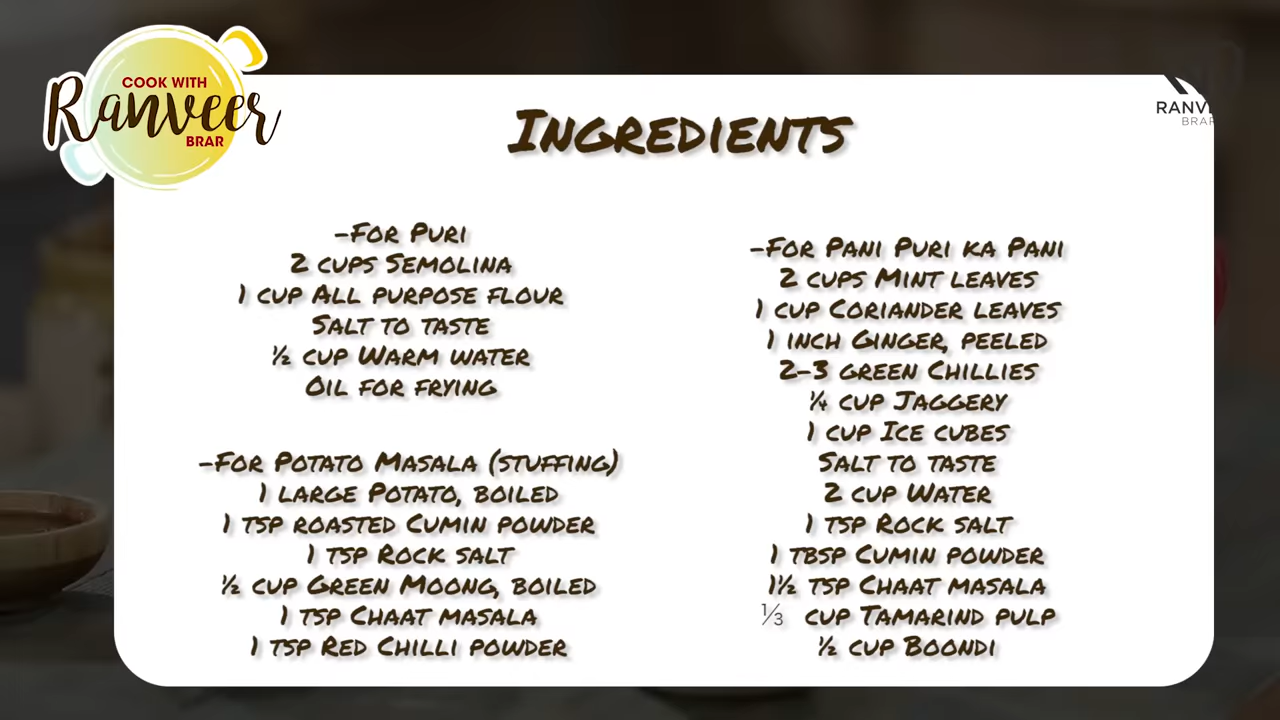 COOK WITH
Ranveer
BRAR
RANV
BRAR
INGREDIENTS
-FOR PURI
2 CUPS SEMOLINA
1 CUP ALL PURPOSE FLOUR
SALT TO TASTE
½ CUP WARM WATER
OIL FOR FRYING
-FOR POTATO MASALA (STUFFING)
1 LARGE POTATO, BOILED
1 TSP ROASTED CUMIN POWDER
1 TSP ROCK SALT
½ CUP GREEN MOONG, BOILED
1 TSP CHAAT MASALA
1 TSP RED CHILLI POWDER
-FOR PANI PURI KA PANI
2 CUPS MINT LEAVES
1 CUP CORIANDER LEAVES
1 INCH GINGER, PEELED
2-3 GREEN CHILLIES
¼ CUP JAGGERY
1 CUP ICE CUBES
SALT TO TASTE
2 CUP WATER
1 TSP ROCK SALT
1 TBSP CUMIN POWDER
1½ TSP CHAAT MASALA
⅓ CUP TAMARIND PULP
½ CUP BOONDI